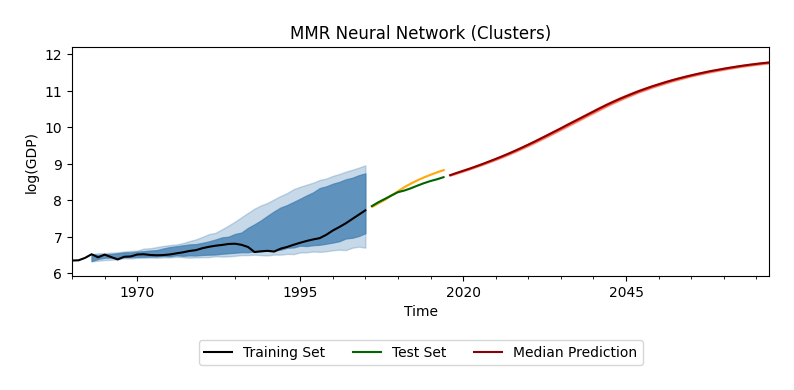 MMR Neural Network (Clusters)
12
11
10
9
8
7
6
log(GDP)
1970
1995
2020
2045
Time
Training Set
Test Set
Median Prediction